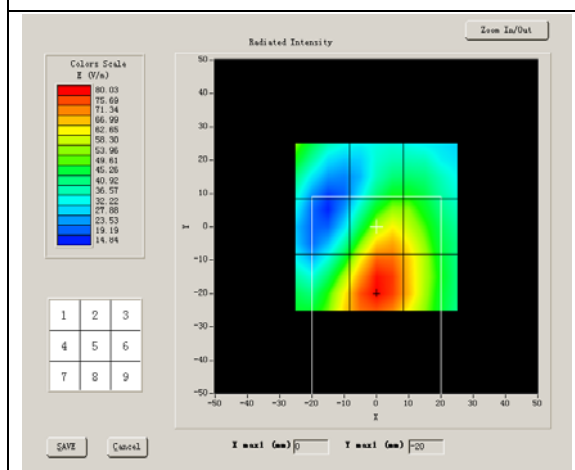 Zoom In/Out
Radiated Intensity
Colors Scale
E (V/m)
80.03
75.69
71.34
66.99
62.65
58.30
53.96
49.61
45.26
40.92
36.57
32.22
27.88
23.53
19.19
14.84
50
40
30
20
10
0
-10
-20
-30
-40
-50
Y
-50 -40 -30 -20 -10 0 10 20 30 40 50
X
1 2 3
4 5 6
7 8 9
SAVE
Cancel
X max1 (mm) 0
Y max1 (mm) -20